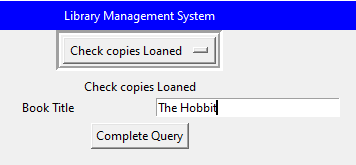 Library Management System
Check copies Loaned
Check copies Loaned
Book Title The Hobbit
Complete Query